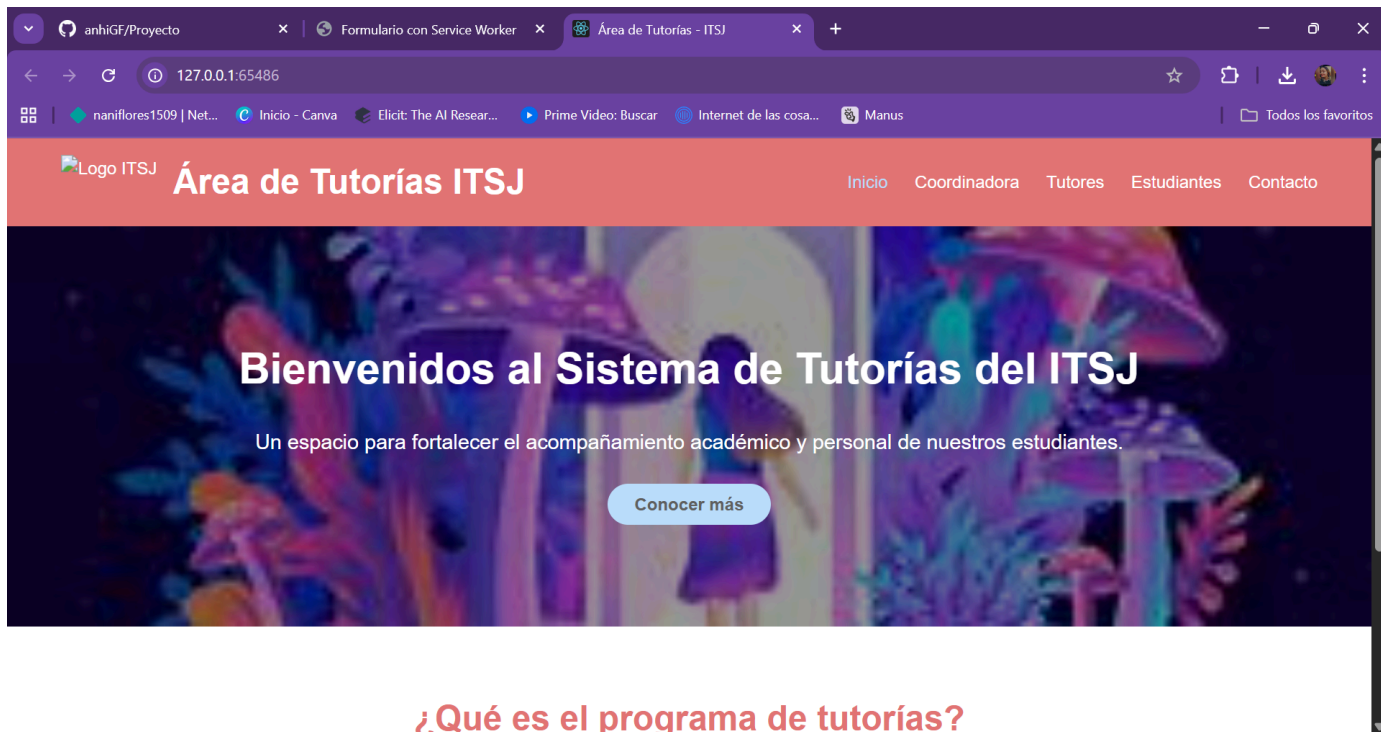 anhiGF/Proyecto
Formulario con Service Worker
Área de Tutorías - ITSJ
127.0.0.1:65486
naniflores1509 | Net...
Inicio - Canva
Elicit: The AI Resear...
Prime Video: Buscar
Internet de las cosa...
Manus
Todos los favoritos
Logo ITSJ
Área de Tutorías ITSJ
Inicio
Coordinadora
Tutores
Estudiantes
Contacto
Bienvenidos al Sistema de Tutorías del ITSJ
Un espacio para fortalecer el acompañamiento académico y personal de nuestros estudiantes.
Conocer más
¿Qué es el programa de tutorías?